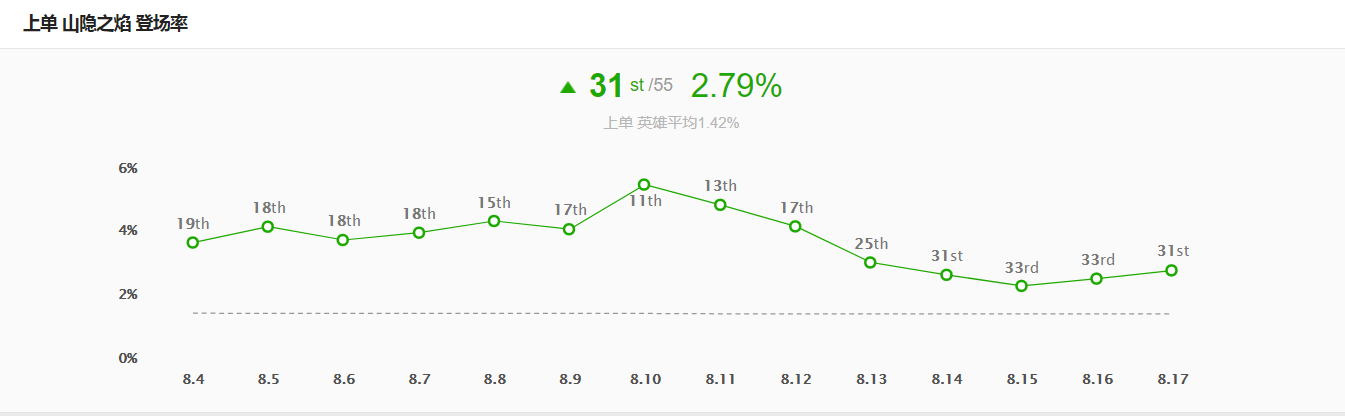 上单 山隐之焰 登场率
▲ 31 st /55 2.79%
上单 英雄平均1.42%
6%
4%
2%
0%
19th 18th 18th 18th 15th 17th 11th 13th 17th 25th 31st 33rd 33rd 31st
8.4 8.5 8.6 8.7 8.8 8.9 8.10 8.11 8.12 8.13 8.14 8.15 8.16 8.17